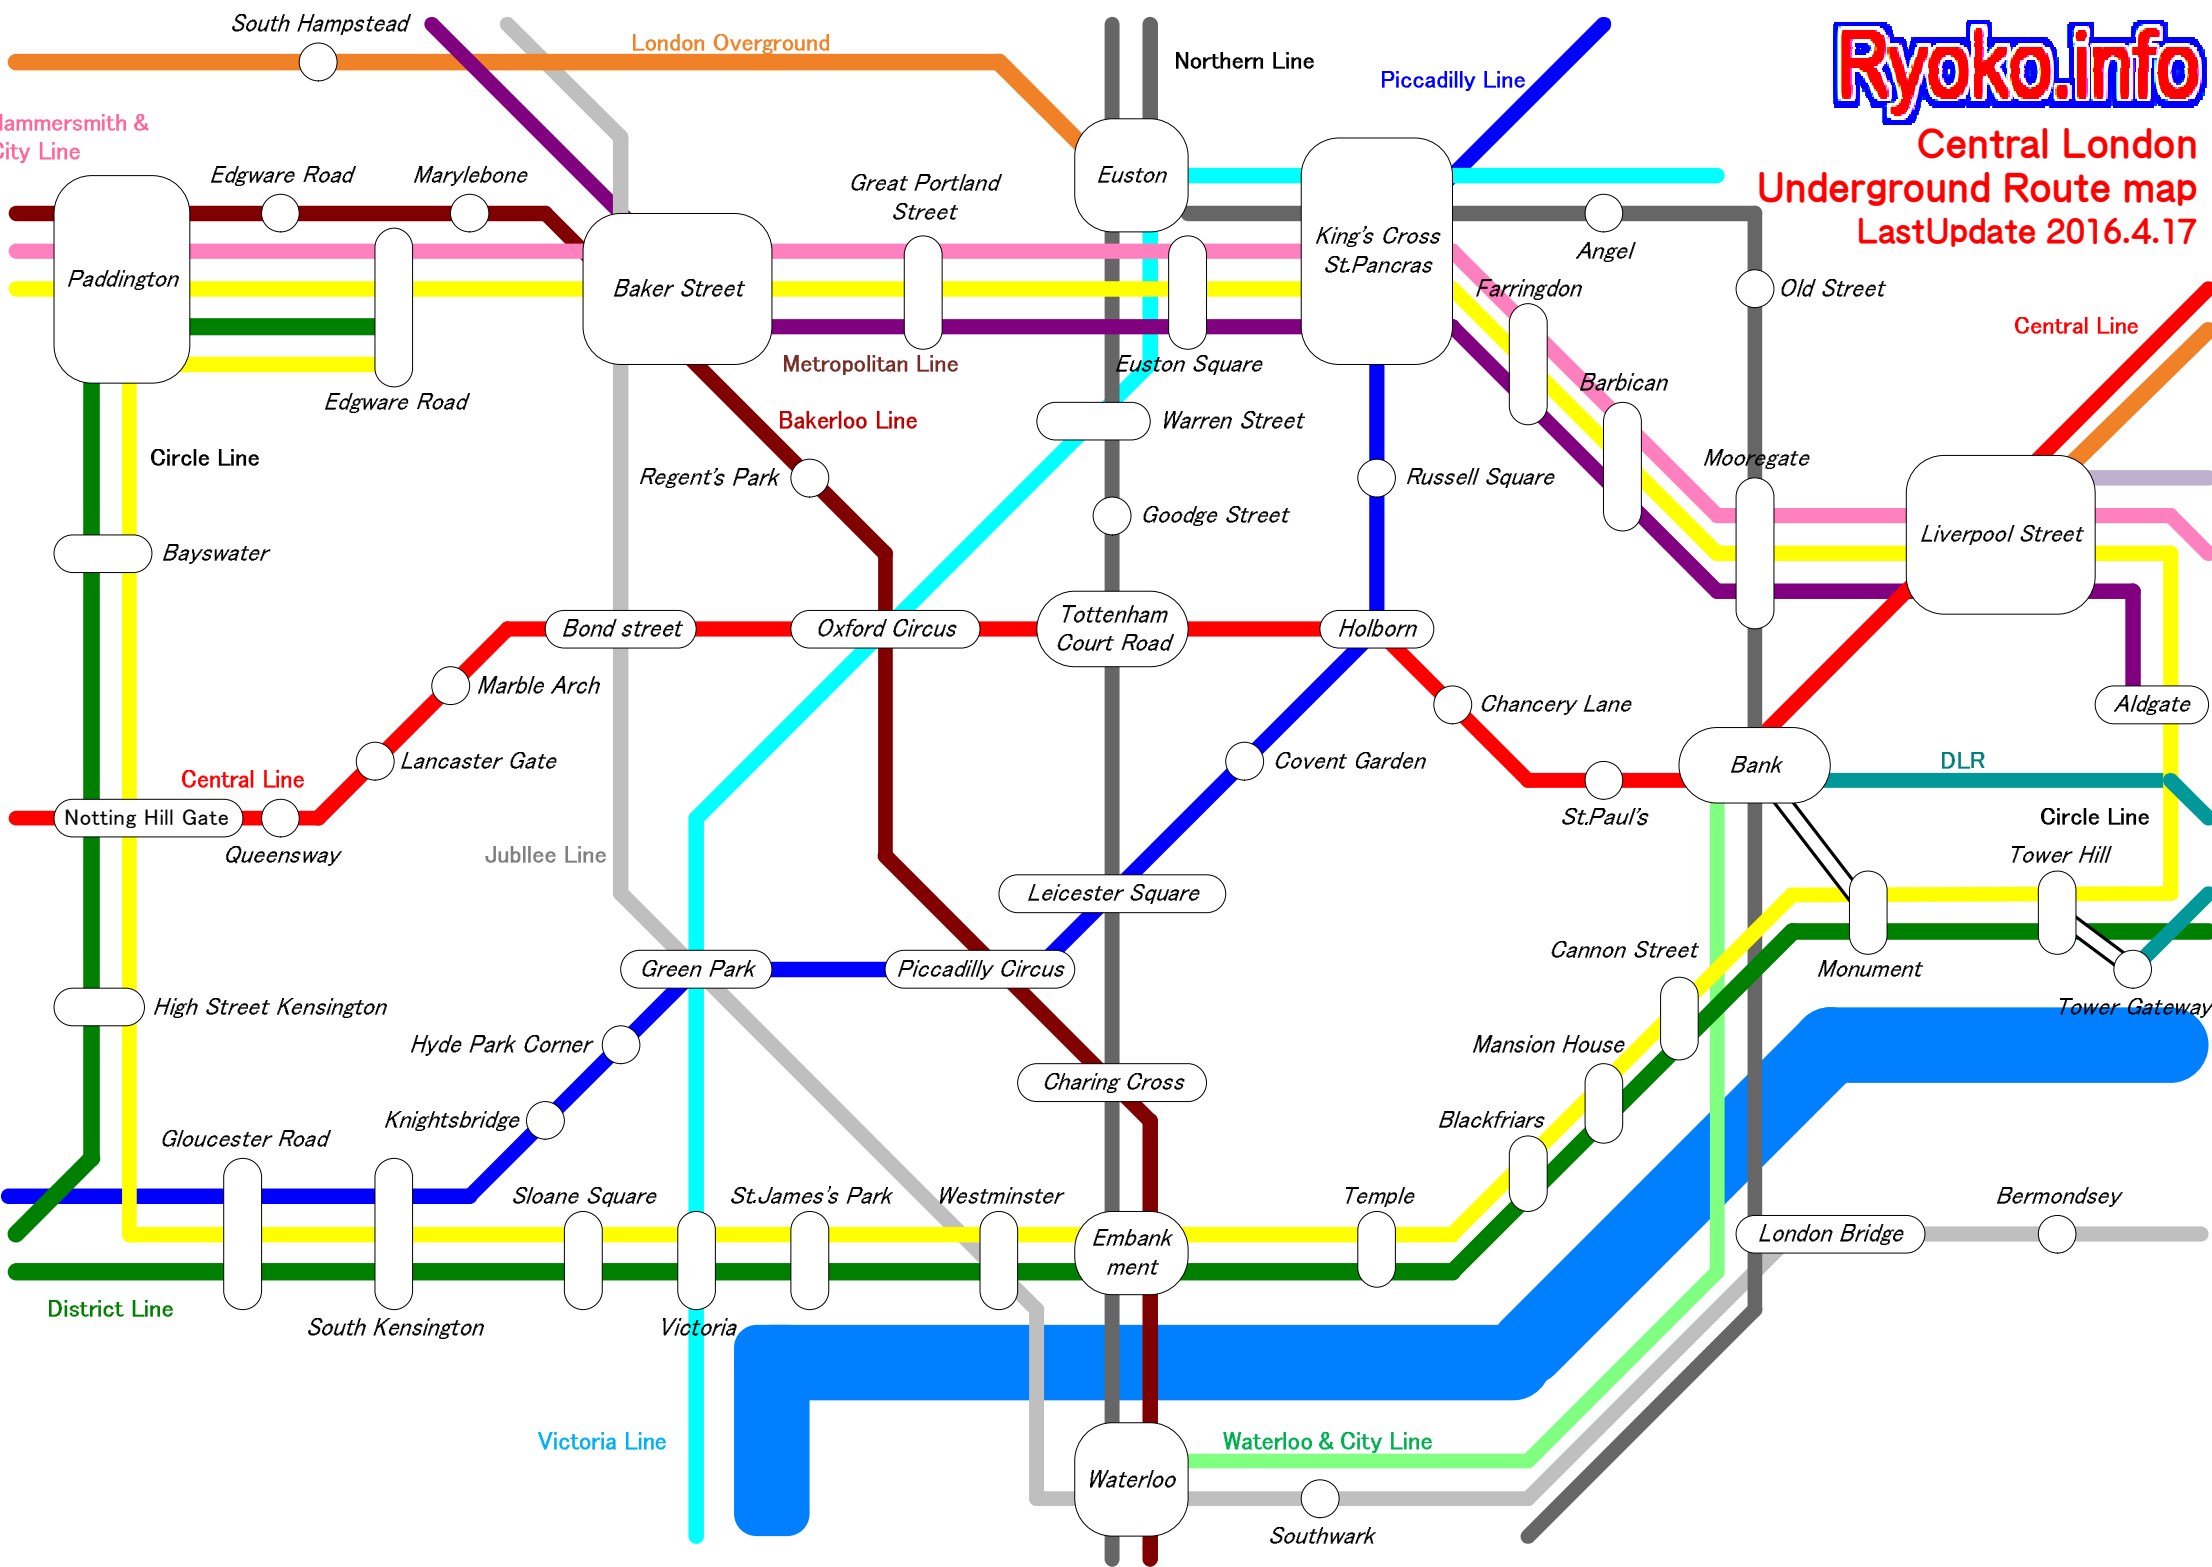 South Hampstead
London Overground
Northern Line
Piccadilly Line
Ryoko.info
Central London
Underground Route map
LastUpdate 2016.4.17
Hammersmith &
City Line
Edgware Road
Marylebone
Great Portland
Street
Euston
King's Cross
St.Pancras
Angel
Paddington
Baker Street
Farringdon
Old Street
Central Line
Metropolitan Line
Euston Square
Barbican
Edgware Road
Bakerloo Line
Warren Street
Circle Line
Mooregate
Regent's Park
Russell Square
Goodge Street
Liverpool Street
Bayswater
Bond street
Oxford Circus
Tottenham
Court Road
Holborn
Marble Arch
Chancery Lane
Aldgate
Lancaster Gate
Covent Garden
Bank
DLR
Central Line
Notting Hill Gate
St.Paul's
Circle Line
Queensway
Jubllee Line
Tower Hill
Leicester Square
Cannon Street
Green Park
Piccadilly Circus
Monument
High Street Kensington
Tower Gateway
Hyde Park Corner
Mansion House
Charing Cross
Knightsbridge
Blackfriars
Gloucester Road
Sloane Square
St.James's Park
Westminster
Temple
Bermondsey
Embank
ment
London Bridge
District Line
South Kensington
Victoria
Victoria Line
Waterloo & City Line
Waterloo
Southwark